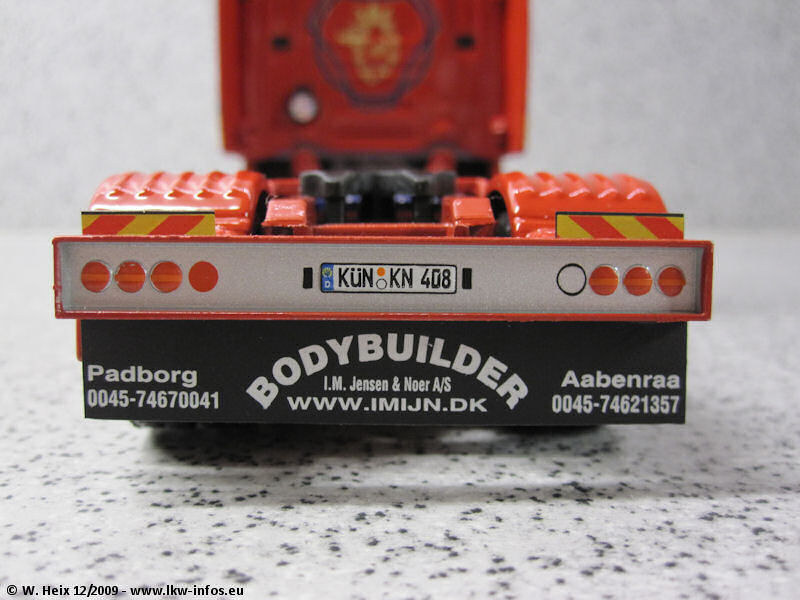 KÜN KN 408
D
BODYBUILDER
Padborg
0045-74670041
I.M. Jensen & Noer A/S
WWW.IMIJN.DK
Aabenraa
0045-74621357
© W. Heix 12/2009 - www.lkw-infos.eu